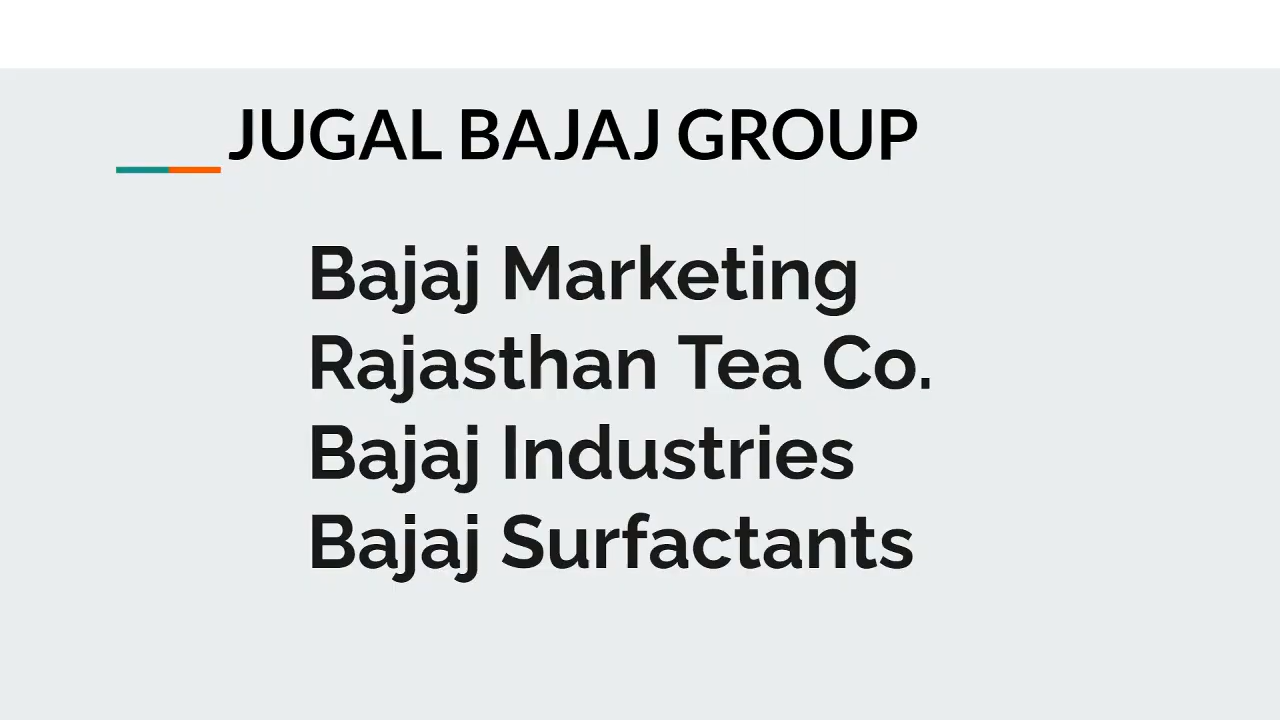 JUGAL BAJAJ GROUP
Bajaj Marketing
Rajasthan Tea Co.
Bajaj Industries
Bajaj Surfactants